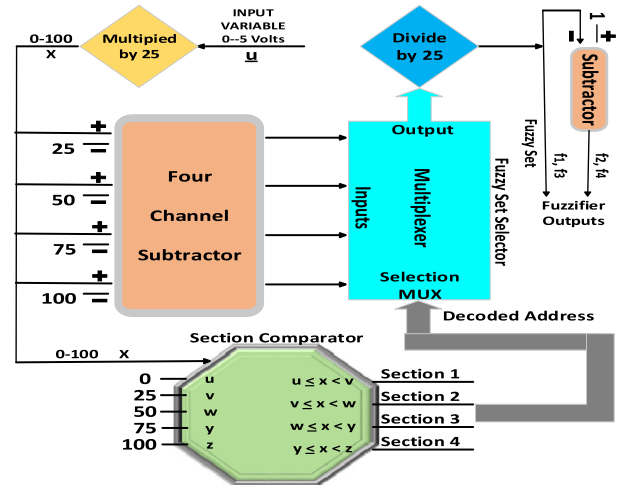 0-100
X
Multipied
by 25
INPUT
VARIABLE
0--5 Volts
u
Divide
by 25
1
+
-
Subtractor
Fuzzy Set
f1, f3
f2, f4
Fuzzifier
Outputs
+
25
-
+
50
-
+
75
-
+
100
-
Four
Channel
Subtractor
Output
Inputs
Multiplexer
Fuzzy Set Selector
Selection
MUX
Decoded Address
Section Comparator
0-100 X
0 u
25 v
50 w
75 y
100 z
u ≤ x < v
v ≤ x < w
w ≤ x < y
y ≤ x < z
Section 1
Section 2
Section 3
Section 4